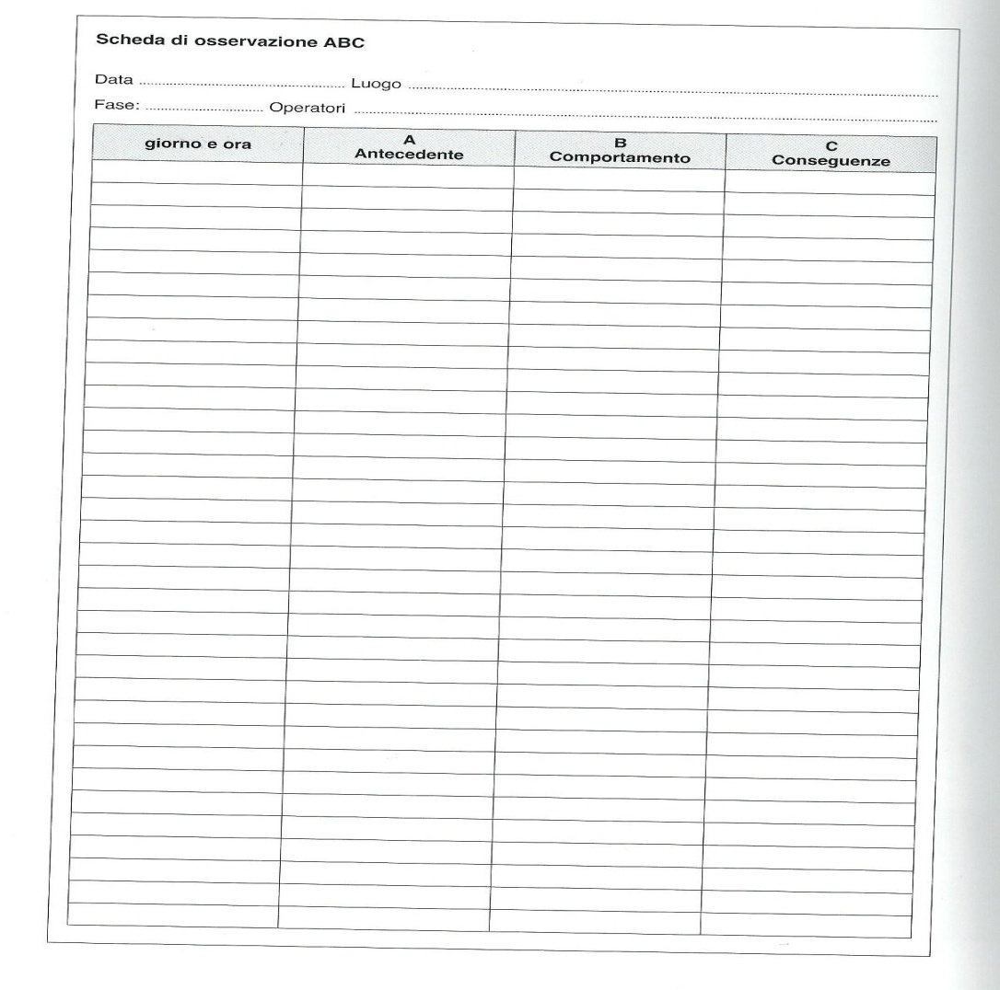 Scheda di osservazione ABC
Data ........................................................ Luogo ........................................................
Fase: ................................ Operatori ........................................................
giorno e ora
A
Antecedente
B
Comportamento
C
Conseguenze